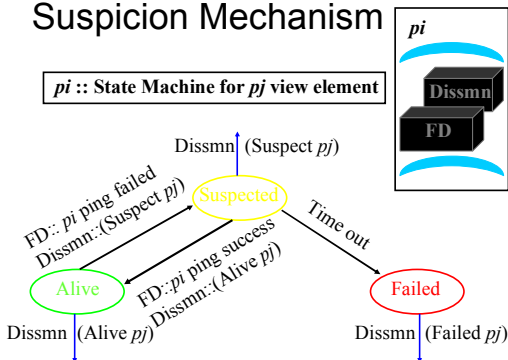 Suspicion Mechanism
pi
pi :: State Machine for pj view element
Dissmn
FD
Dissmn (Suspect pj)
FD:: pi ping failed
Dissmn::(Suspect pj)
Suspected
Time out
FD::pi ping success
Dissmn::(Alive pj)
Alive
Failed
Dissmn (Alive pj)
Dissmn (Failed pj)